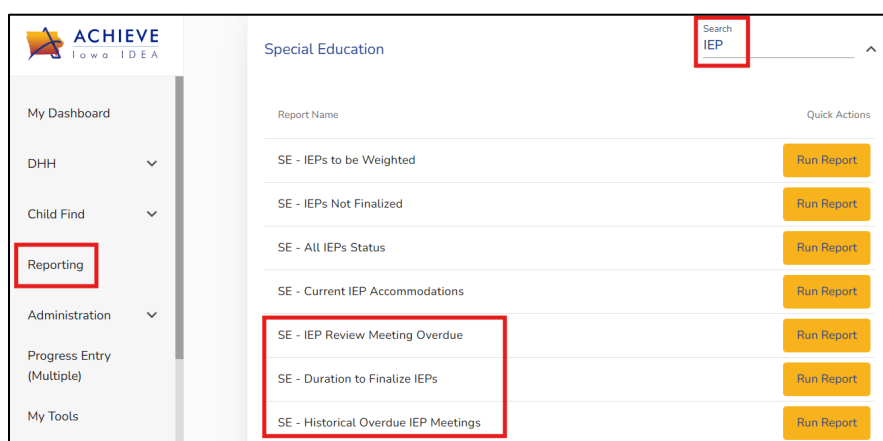 ACHIEVE
Iowa IDEA
My Dashboard
DHH
Child Find
Reporting
Administration
Progress Entry
(Multiple)
My Tools
Special Education
Search
IEP
Report Name Quick Actions
SE - IEPs to be Weighted Run Report
SE - IEPs Not Finalized Run Report
SE - All IEPs Status Run Report
SE - Current IEP Accommodations Run Report
SE - IEP Review Meeting Overdue Run Report
SE - Duration to Finalize IEPs Run Report
SE - Historical Overdue IEP Meetings Run Report